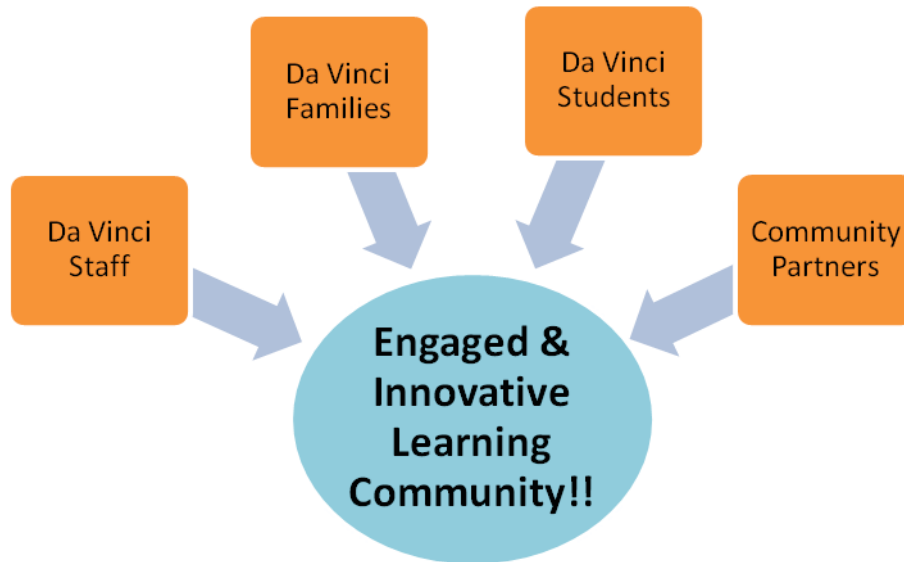 Da Vinci
Families
Da Vinci
Students
Da Vinci
Staff
Community
Partners
Engaged &
Innovative
Learning
Community!!